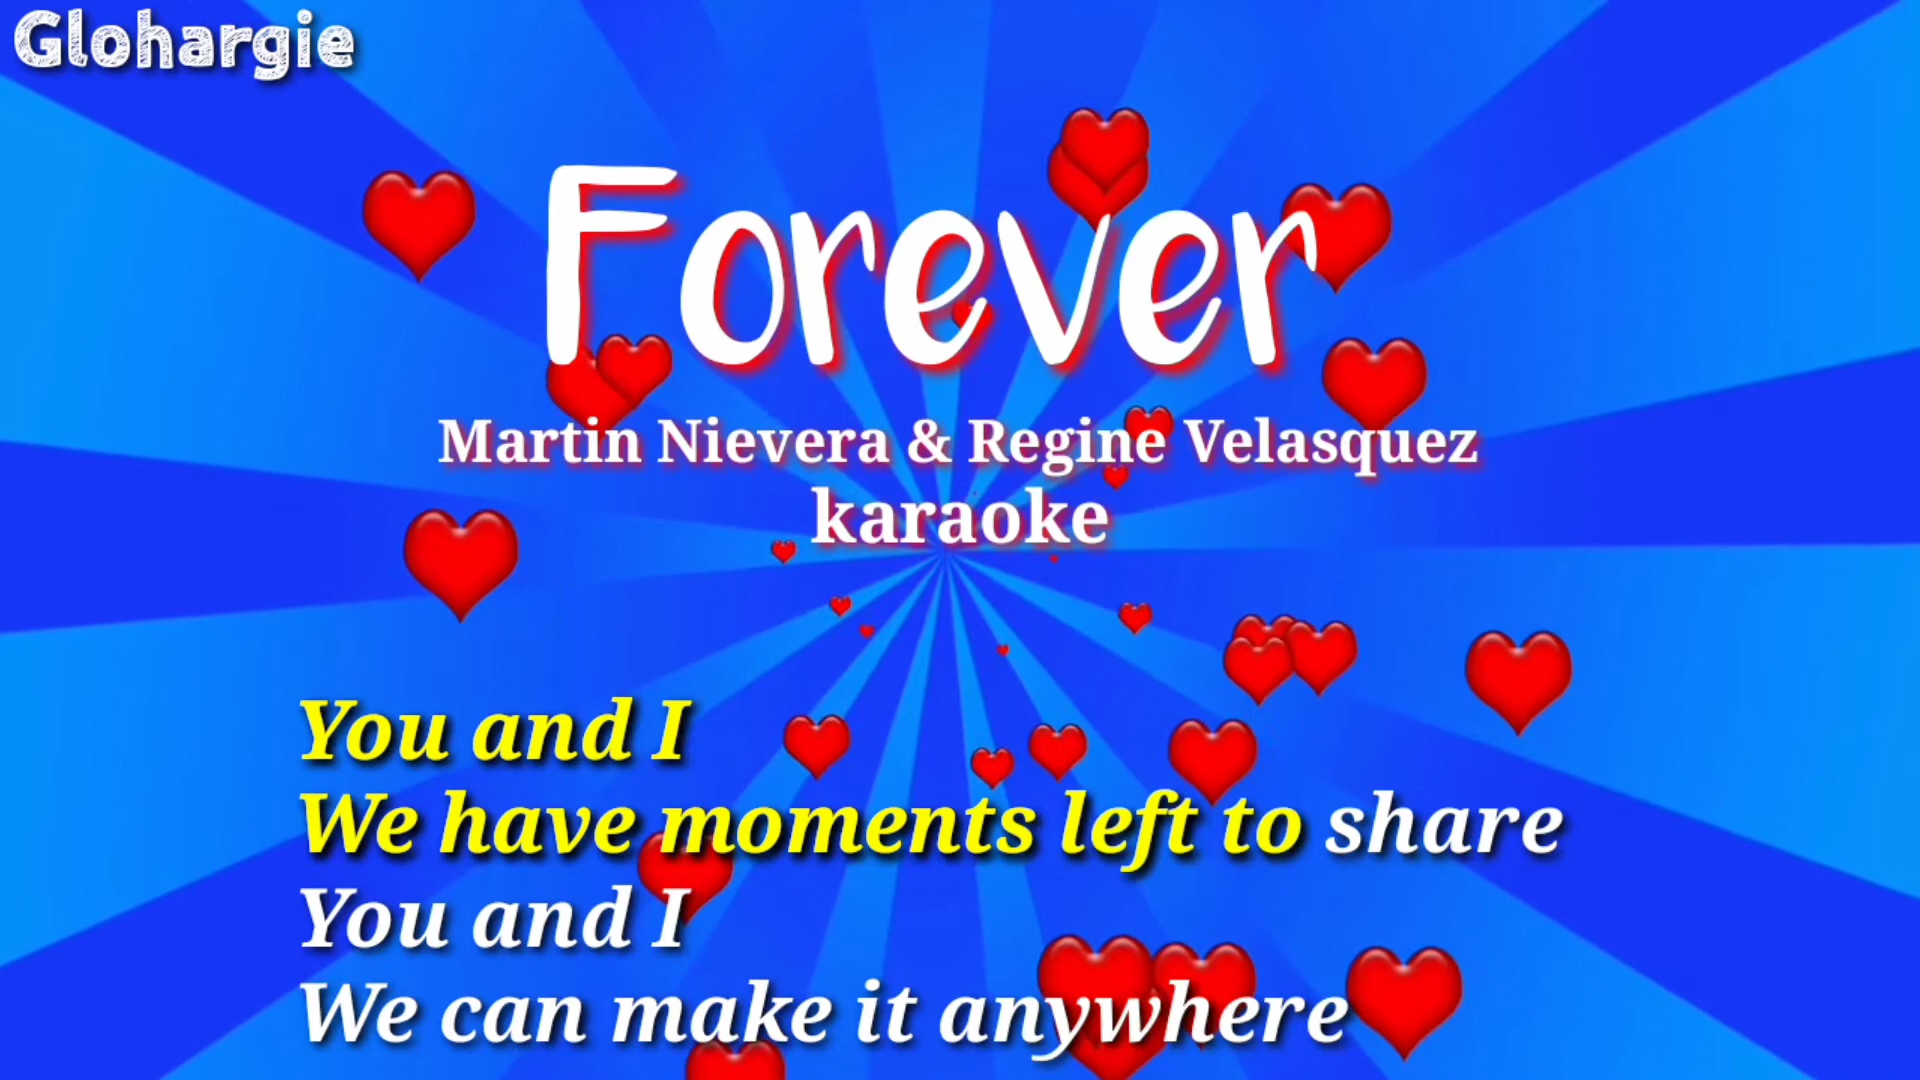 Glohargie
Forever
Martin Nievera & Regine Velasquez
karaoke
You and I
We have moments left to share
You and I
We can make it anywhere